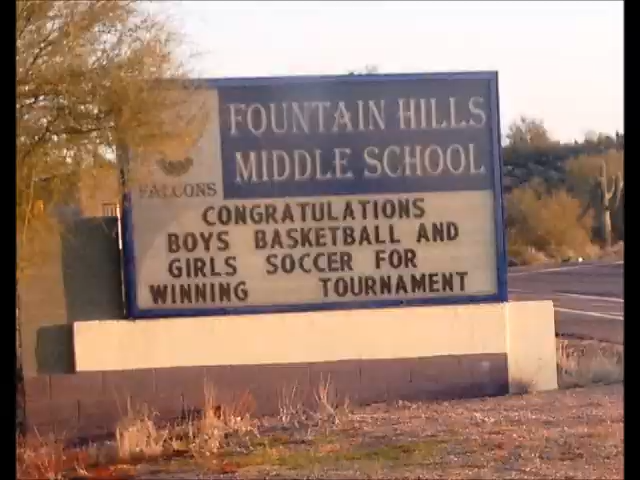 FOUNTAIN HILLS
MIDDLE SCHOOL
FALCONS
CONGRATULATIONS
BOYS BASKETBALL AND
GIRLS SOCCER FOR
WINNING TOURNAMENT